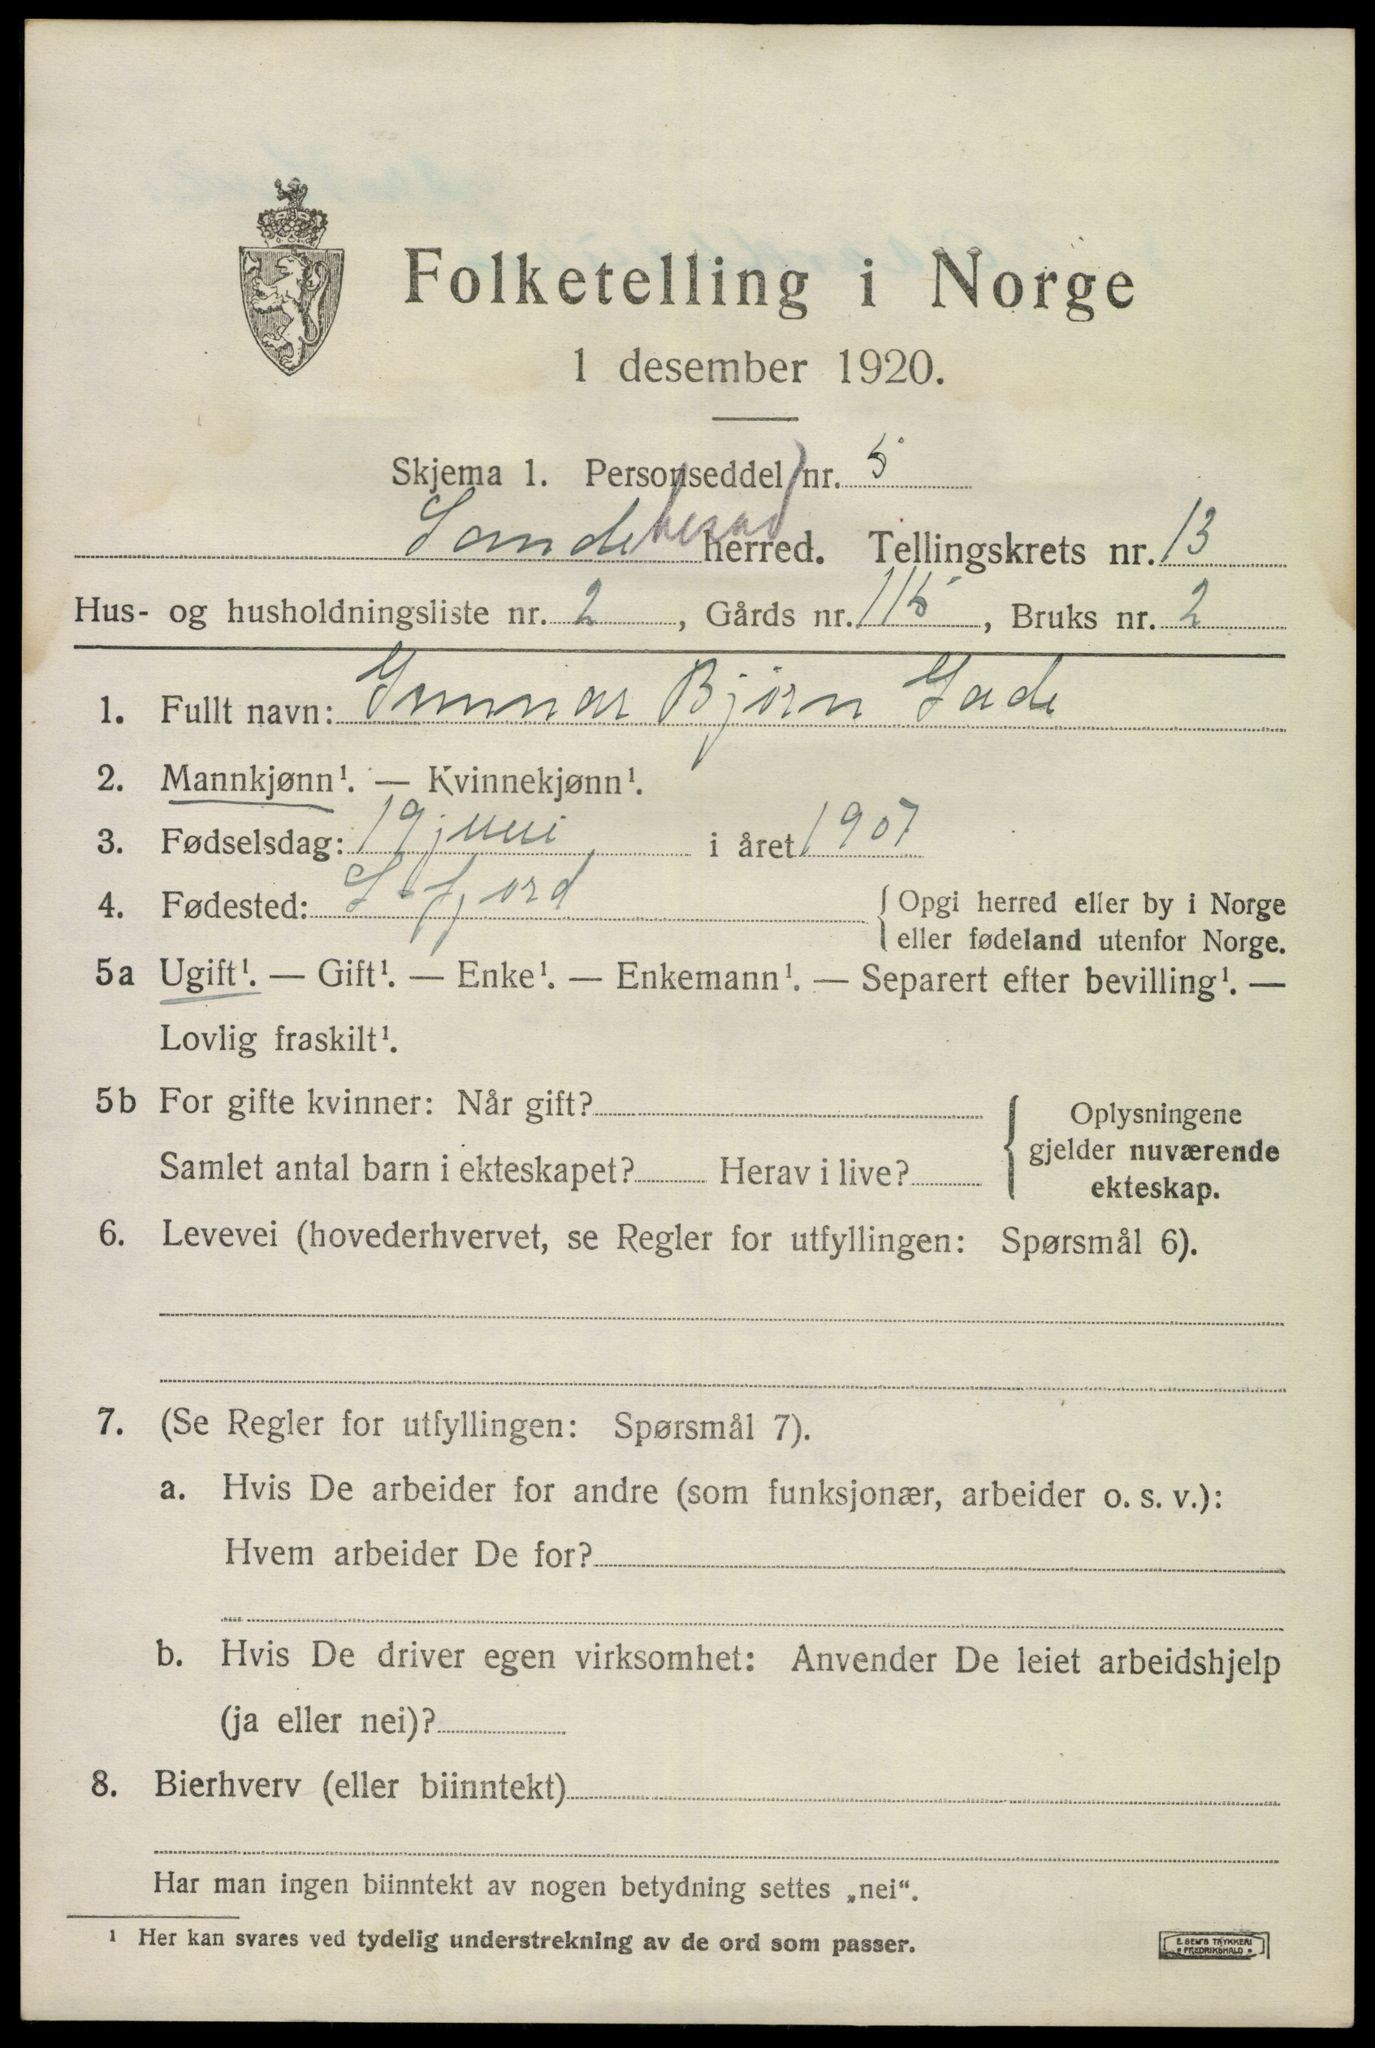 Folketelling i Norge
1 desember 1920.
Skjema 1. Personseddel nr. 5
Sandeherad herred. Tellingskrets nr. 13
Hus- og husholdningsliste nr. 2, Gårds nr. 115, Bruks nr. 2
1. Fullt navn: Gunnar Bjørn Gade
2. Mannkjønn¹. — Kvinnekjønn¹.
3. Fødselsdag: 19 juni i året 1907
4. Fødested: S-fjord { Opgi herred eller by i Norge
eller fødeland utenfor Norge.
5a Ugift¹. — Gift¹. — Enke¹. — Enkemann¹. — Separert efter bevilling¹. —
Lovlig fraskilt¹.
5b For gifte kvinner: Når gift?
Samlet antal barn i ekteskapet? Herav i live?
{ Oplysningene
gjelder nuværende
ekteskap.
6. Levevei (hovederhvervet, se Regler for utfyllingen: Spørsmål 6).
7. (Se Regler for utfyllingen: Spørsmål 7).
a. Hvis De arbeider for andre (som funksjonær, arbeider o. s. v.):
Hvem arbeider De for?
b. Hvis De driver egen virksomhet: Anvender De leiet arbeidshjelp
(ja eller nei)?
8. Bierhverv (eller biinntekt)
Har man ingen biinntekt av nogen betydning settes „nei“.
¹ Her kan svares ved tydelig understrekning av de ord som passer.
E. SEM'S TRYKKERI
FREDRIKSHALD